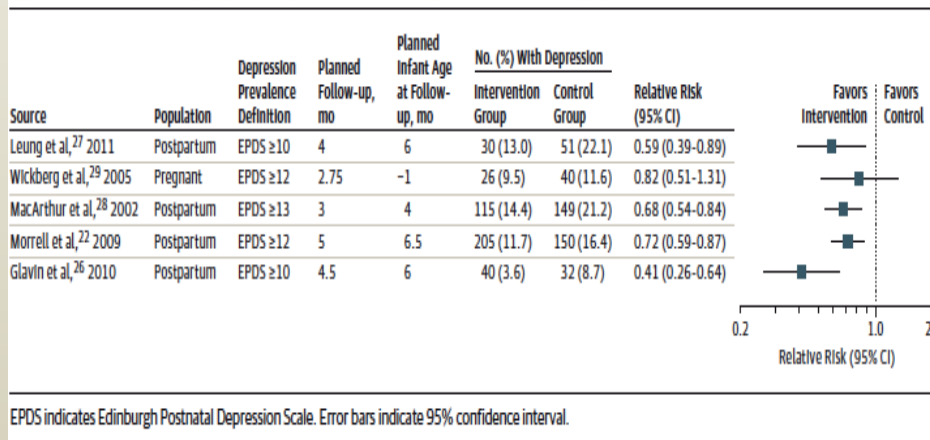 Planned
Depression Planned Infant Age No. (%) With Depression
Prevalence Follow-up, at Follow- Intervention Control Relative Risk Favors Favors
Source Population Definition mo up, mo Group Group (95% CI) Intervention Control
Leung et al,27 2011 Postpartum EPDS ≥10 4 6 30 (13.0) 51 (22.1) 0.59 (0.39-0.89)
Wickberg et al,29 2005 Pregnant EPDS ≥12 2.75 −1 26 (9.5) 40 (11.6) 0.82 (0.51-1.31)
MacArthur et al,28 2002 Postpartum EPDS ≥13 3 4 115 (14.4) 149 (21.2) 0.68 (0.54-0.84)
Morrell et al,22 2009 Postpartum EPDS ≥12 5 6.5 205 (11.7) 150 (16.4) 0.72 (0.59-0.87)
Glavin et al,26 2010 Postpartum EPDS ≥10 4.5 6 40 (3.6) 32 (8.7) 0.41 (0.26-0.64)
0.2 1.0 2
Relative Risk (95% CI)
EPDS indicates Edinburgh Postnatal Depression Scale. Error bars indicate 95% confidence interval.